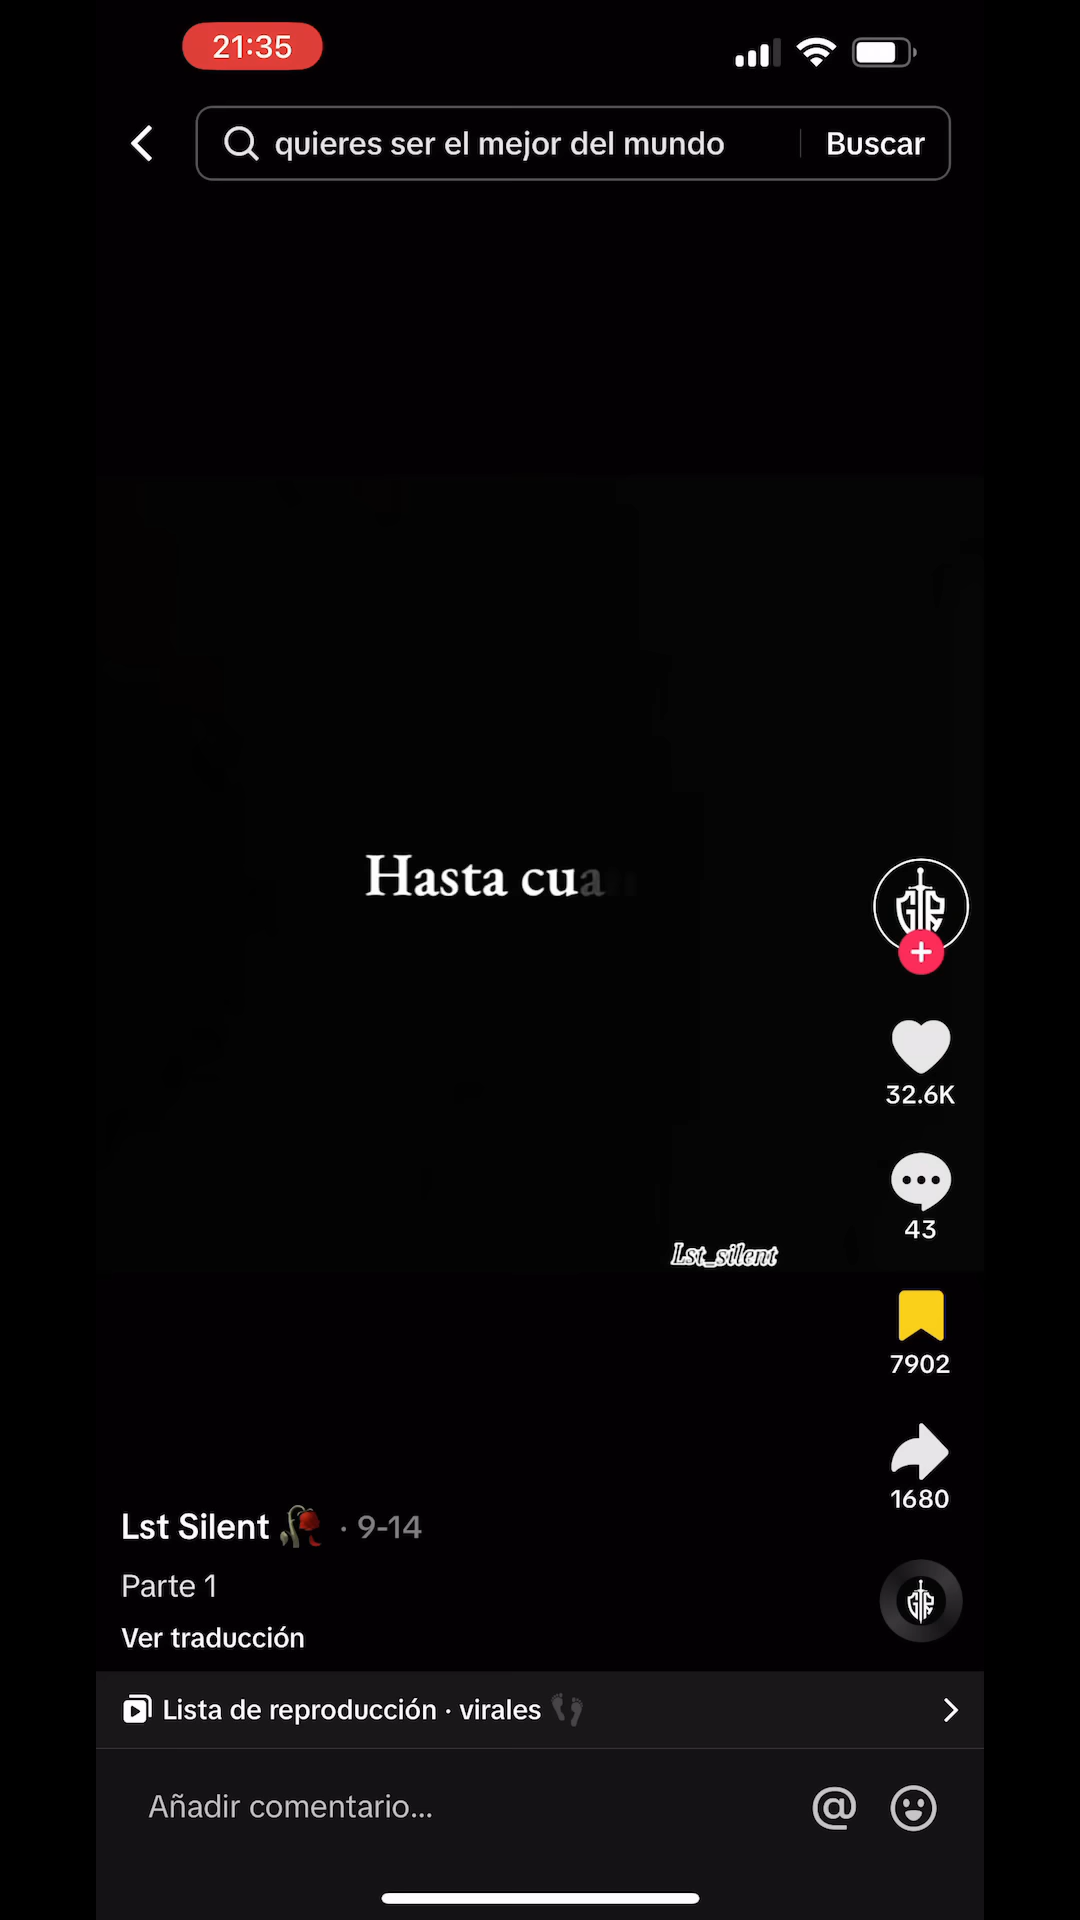 21:35
quieres ser el mejor del mundo
Buscar
Hasta cua
32.6K
43
Lst_silent
7902
1680
Lst Silent 🥀 · 9-14
Parte 1
Ver traducción
Lista de reproducción · virales 👣
Añadir comentario...